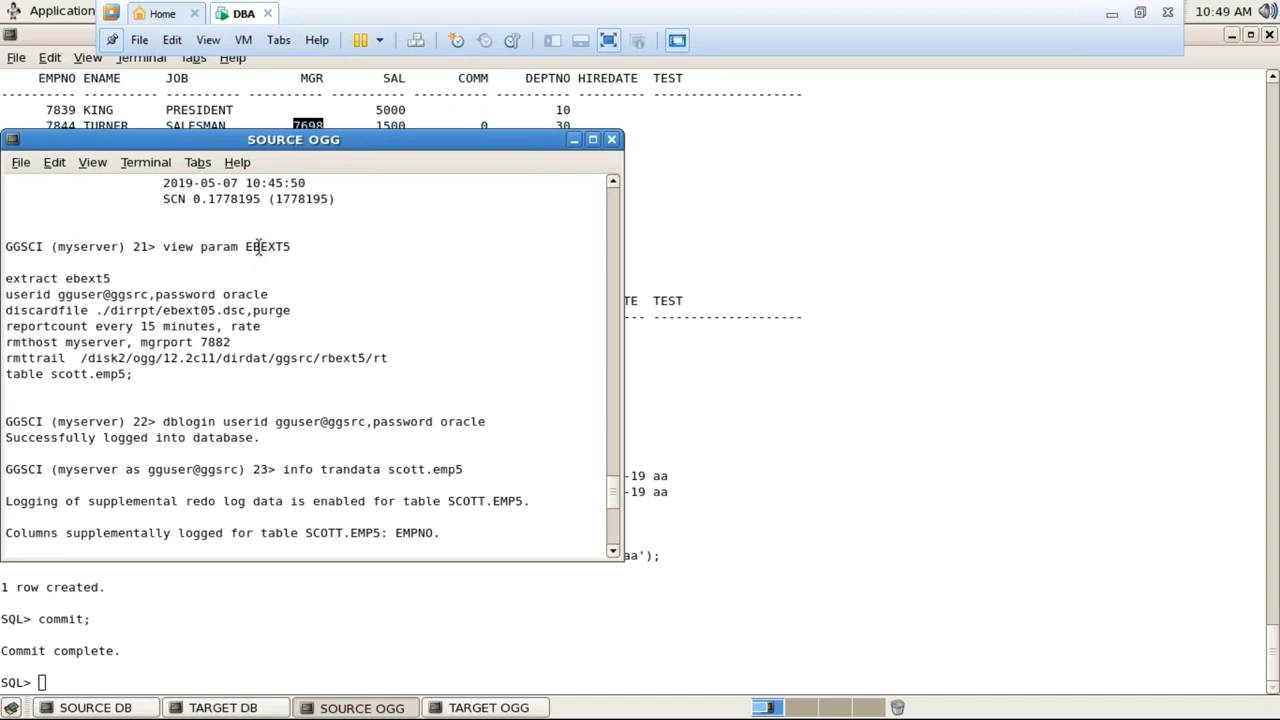 Application
Home
DBA
10:49 AM
File Edit View VM Tabs Help
File Edit View Terminal Tabs Help
EMPNO ENAME JOB MGR SAL COMM DEPTNO HIREDATE TEST
---------- ---------- --------- ---------- ---------- ---------- ---------- --------- --------------------
7839 KING PRESIDENT 5000 10
7844 TURNER SALESMAN 7698 1500 0 30
SOURCE OGG
File Edit View Terminal Tabs Help
2019-05-07 10:45:50
SCN 0.1778195 (1778195)
GGSCI (myserver) 21> view param EBEXT5
extract ebext5
userid gguser@ggsrc,password oracle
discardfile ./dirrpt/ebext05.dsc,purge
reportcount every 15 minutes, rate
rmthost myserver, mgrport 7882
rmttrail /disk2/ogg/12.2c11/dirdat/ggsrc/rbext5/rt
table scott.emp5;
GGSCI (myserver) 22> dblogin userid gguser@ggsrc,password oracle
Successfully logged into database.
GGSCI (myserver as gguser@ggsrc) 23> info trandata scott.emp5
Logging of supplemental redo log data is enabled for table SCOTT.EMP5.
Columns supplementally logged for table SCOTT.EMP5: EMPNO.
TE TEST
--- --------------------
-19 aa
-19 aa
aa');
1 row created.
SQL> commit;
Commit complete.
SQL>
SOURCE DB
TARGET DB
SOURCE OGG
TARGET OGG